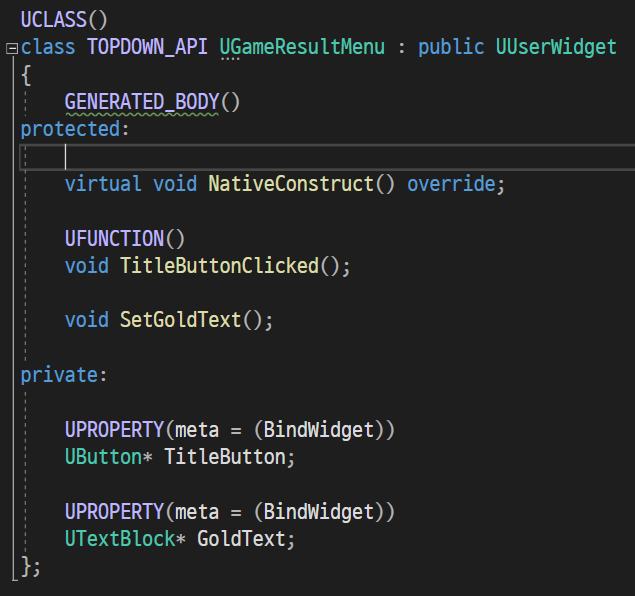 UCLASS()
class TOPDOWN_API UGameResultMenu : public UUserWidget
{
GENERATED_BODY()
protected:
virtual void NativeConstruct() override;
UFUNCTION()
void TitleButtonClicked();
void SetGoldText();
private:
UPROPERTY(meta = (BindWidget))
UButton* TitleButton;
UPROPERTY(meta = (BindWidget))
UTextBlock* GoldText;
};